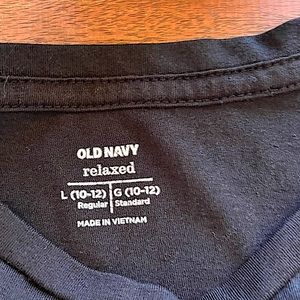 OLD NAVY
relaxed
L (10-12) G (10-12)
Regular Standard
MADE IN VIETNAM